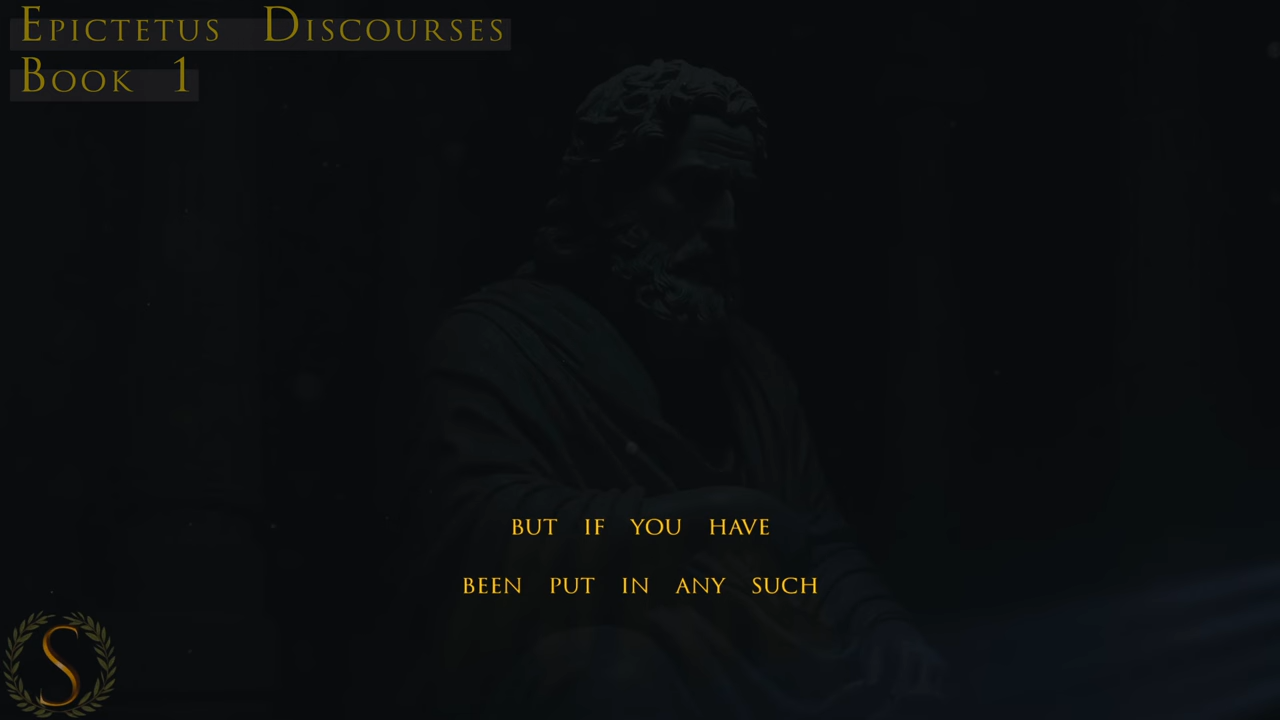 Epictetus Discourses
Book 1
BUT IF YOU HAVE
BEEN PUT IN ANY SUCH
S